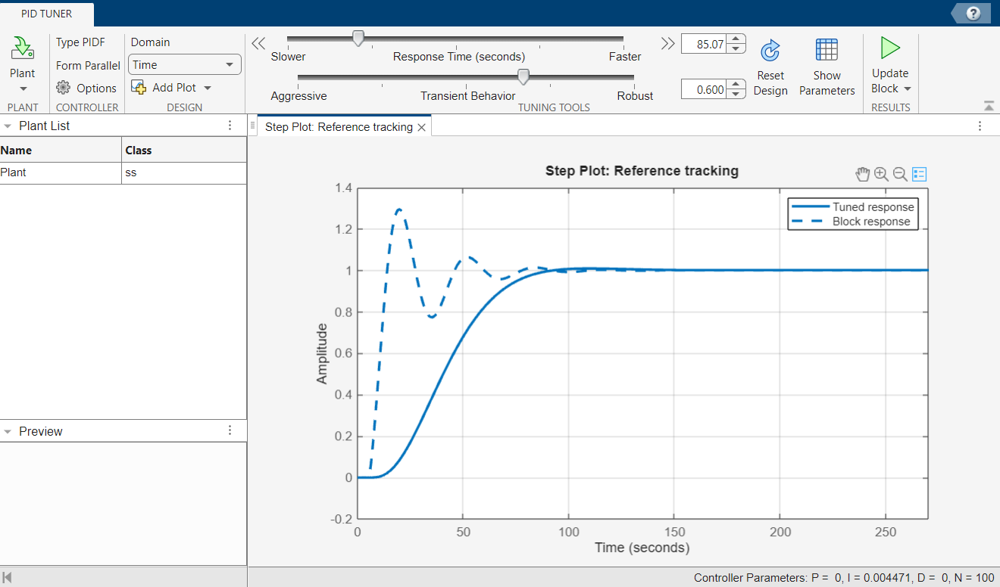 PID TUNER
?
Plant
PLANT
Type PIDF
Form Parallel
Options
CONTROLLER
Domain
Time
Add Plot
DESIGN
Slower
Response Time (seconds)
Faster
85.07
Aggressive
Transient Behavior
Robust
0.600
Reset
Design
Show
Parameters
TUNING TOOLS
Update
Block
RESULTS
Plant List
Name Class
Plant ss
Preview
Step Plot: Reference tracking
Step Plot: Reference tracking
Tuned response
Block response
1.4
1.2
1
0.8
0.6
0.4
0.2
0
-0.2
Amplitude
0 50 100 150 200 250
Time (seconds)
Controller Parameters: P = 0, I = 0.004471, D = 0, N = 100